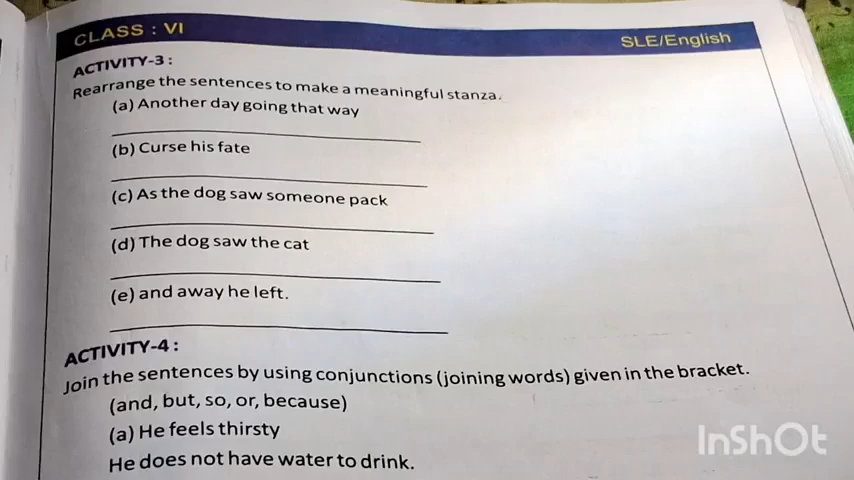 CLASS : VI
SLE/English
ACTIVITY-3 :
Rearrange the sentences to make a meaningful stanza.
(a) Another day going that way
(b) Curse his fate
(c) As the dog saw someone pack
(d) The dog saw the cat
(e) and away he left.
ACTIVITY-4 :
Join the sentences by using conjunctions (joining words) given in the bracket.
(and, but, so, or, because)
(a) He feels thirsty
He does not have water to drink.
InShOt